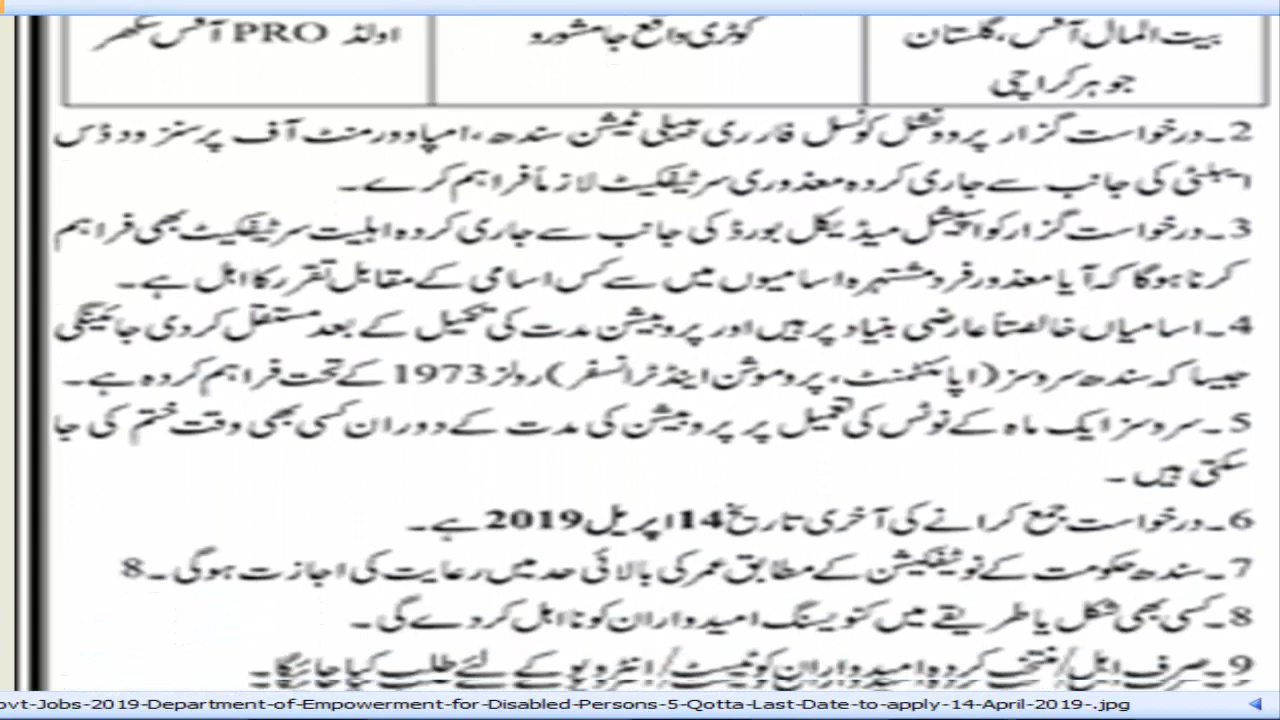 بیت المال آفس، گلستان
جوہر کراچی
کوٹری واقع جامشورو
اولڈ PRO آفس سکھر
2۔درخواست گزار پروونشل کونسل فار ری ہیبلی ٹیشن سندھ،امپاوورمنٹ آف پرسنز ود ڈس
ایبلٹی کی جانب سے جاری کردہ معذوری سرٹیفکیٹ لازماً فراہم کرے۔
3۔درخواست گزار کو اسپیشل میڈیکل بورڈ کی جانب سے جاری کردہ اہلیت سرٹیفکیٹ بھی فراہم
کرنا ہوگا کہ آیا معذور فرد مشتہرہ اسامیوں میں سے کس اسامی کے مقابل تقرر کا اہل ہے۔
4۔اسامیاں خالصتاً عارضی بنیاد پر ہیں اور پروبیشن مدت کی تکمیل کے بعد مستقل کردی جائینگی
جیسا کہ سندھ سروسز (اپائنٹمنٹ، پروموشن اینڈ ٹرانسفر) رولز 1973 کے تحت فراہم کردہ ہے۔
5۔سروسز ایک ماہ کے نوٹس کی تعمیل پر پروبیشن کی مدت کے دوران کسی بھی وقت ختم کی جا
سکتی ہیں۔
6۔درخواست جمع کرانے کی آخری تاریخ 14 اپریل 2019 ہے۔
7۔سندھ حکومت کے نوٹیفکیشن کے مطابق عمر کی بالائی حد میں رعایت کی اجازت ہوگی۔8
8۔کسی بھی شکل یا طریقے میں کنویسنگ امیدواران کو نااہل کردے گی۔
9۔صرف اہل/منتخب کردہ امیدواران کو ٹیسٹ/انٹرویو کے لئے طلب کیا جائیگا۔
ovt-Jobs-2019-Department-of-Empowerment-for-Disabled-Persons-5-Qotta-Last-Date-to-apply-14-April-2019-.jpg